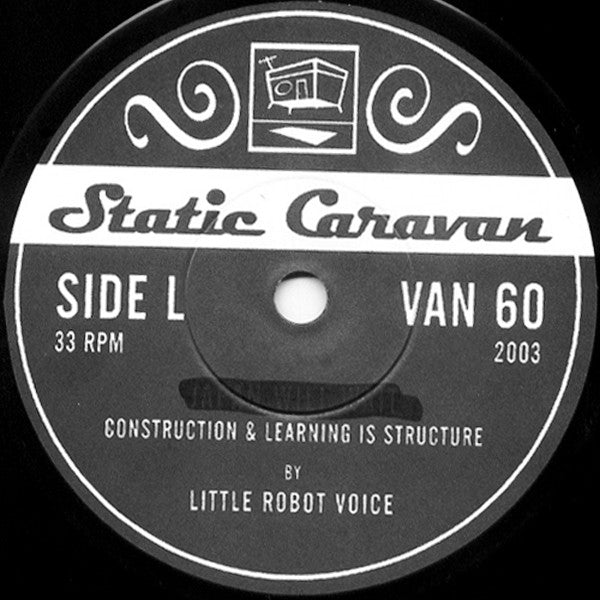 Static Caravan
SIDE L
VAN 60
33 RPM
2003
CONSTRUCTION & LEARNING IS STRUCTURE
BY
LITTLE ROBOT VOICE